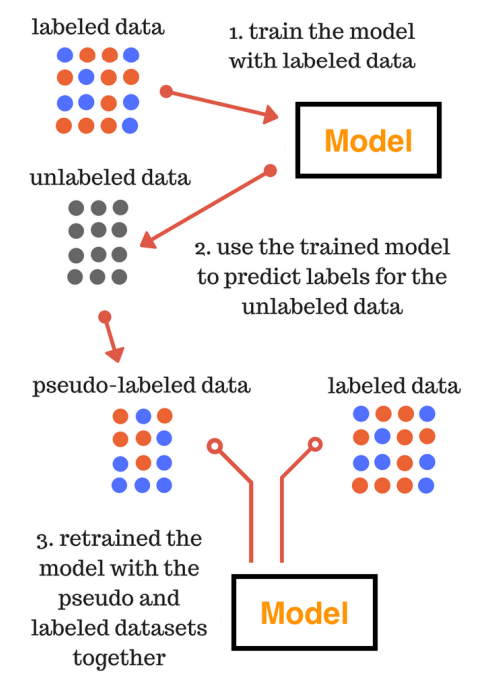 labeled data
1. train the model
with labeled data
Model
unlabeled data
2. use the trained model
to predict labels for the
unlabeled data
pseudo-labeled data
labeled data
3. retrained the
model with the
pseudo and
labeled datasets
together
Model